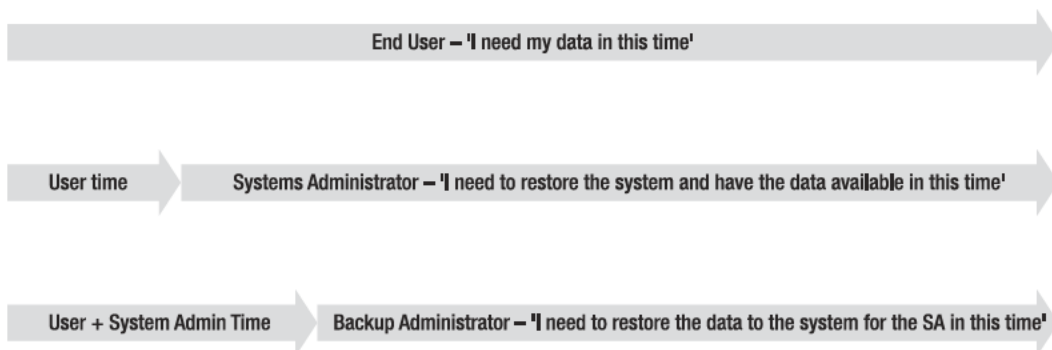 End User – 'I need my data in this time'
User time
Systems Administrator – 'I need to restore the system and have the data available in this time'
User + System Admin Time
Backup Administrator – 'I need to restore the data to the system for the SA in this time'